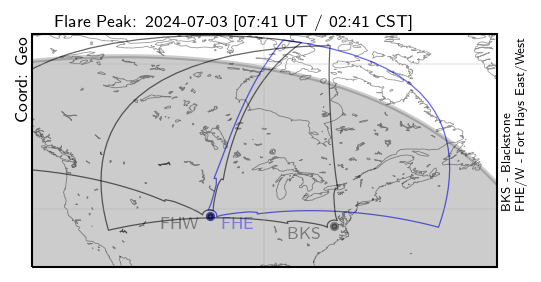 Flare Peak: 2024-07-03 [07:41 UT / 02:41 CST]
Coord: Geo
BKS - Blackstone
FHE/W - Fort Hays East/West
FHW
FHE
BKS